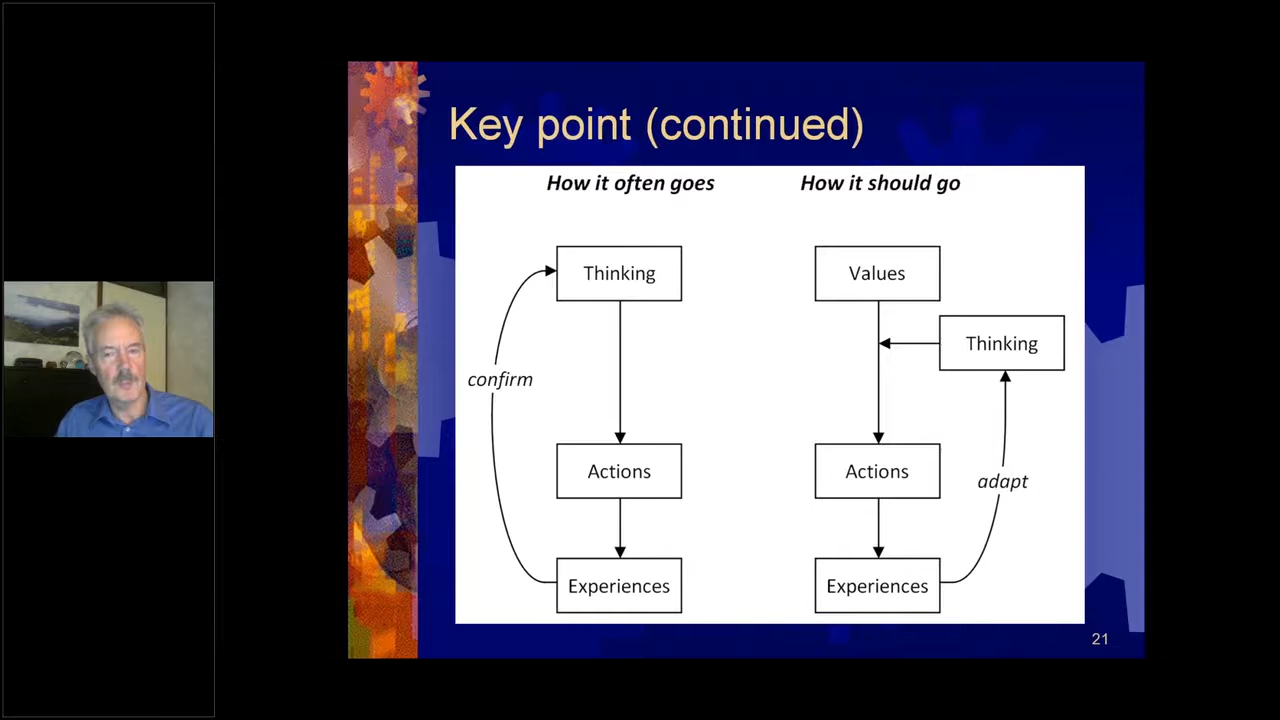 Key point (continued)
How it often goes
Thinking
confirm
Actions
Experiences
How it should go
Values
Thinking
Actions
adapt
Experiences
21